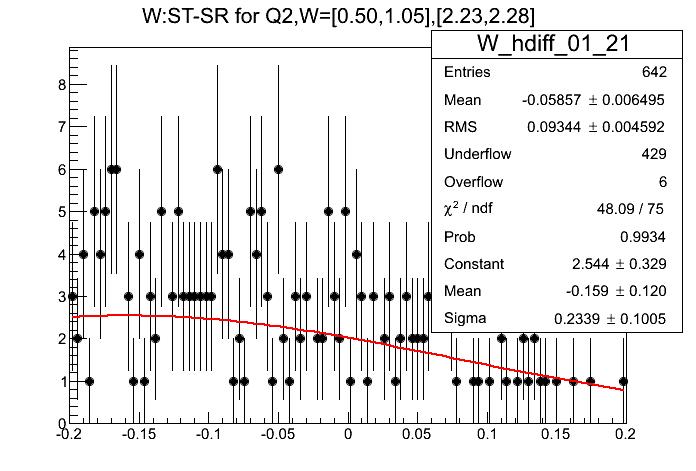 W:ST-SR for Q2,W=[0.50,1.05],[2.23,2.28]
W_hdiff_01_21
Entries 642
Mean -0.05857 ± 0.006495
RMS 0.09344 ± 0.004592
Underflow 429
Overflow 6
χ² / ndf 48.09 / 75
Prob 0.9934
Constant 2.544 ± 0.329
Mean -0.159 ± 0.120
Sigma 0.2339 ± 0.1005
8
7
6
5
4
3
2
1
0
-0.2 -0.15 -0.1 -0.05 0 0.05 0.1 0.15 0.2